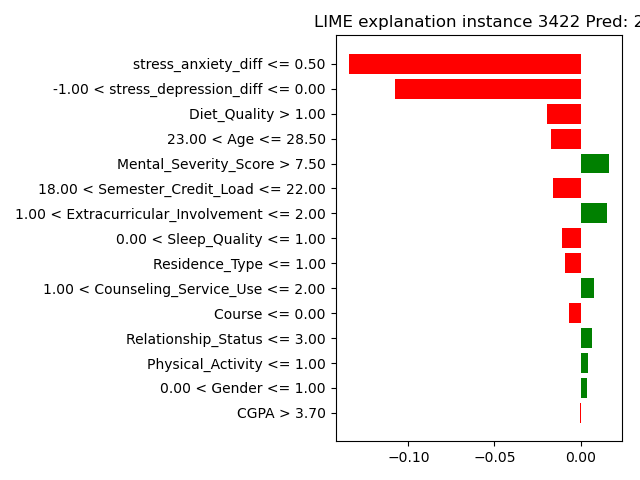 LIME explanation instance 3422 Pred: 2
stress_anxiety_diff <= 0.50
-1.00 < stress_depression_diff <= 0.00
Diet_Quality > 1.00
23.00 < Age <= 28.50
Mental_Severity_Score > 7.50
18.00 < Semester_Credit_Load <= 22.00
1.00 < Extracurricular_Involvement <= 2.00
0.00 < Sleep_Quality <= 1.00
Residence_Type <= 1.00
1.00 < Counseling_Service_Use <= 2.00
Course <= 0.00
Relationship_Status <= 3.00
Physical_Activity <= 1.00
0.00 < Gender <= 1.00
CGPA > 3.70
−0.10 −0.05 0.00